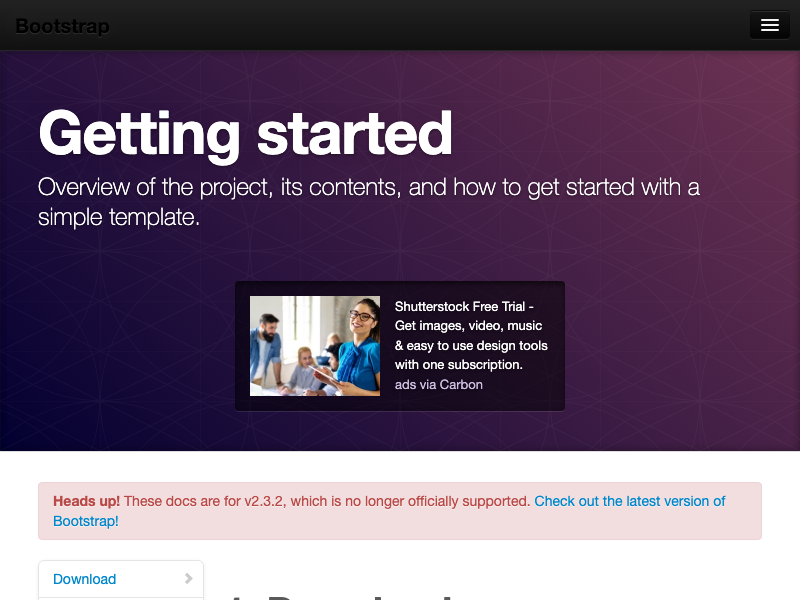 Bootstrap
Getting started
Overview of the project, its contents, and how to get started with a
simple template.
Shutterstock Free Trial -
Get images, video, music
& easy to use design tools
with one subscription.
ads via Carbon
Heads up! These docs are for v2.3.2, which is no longer officially supported. Check out the latest version of
Bootstrap!
Download